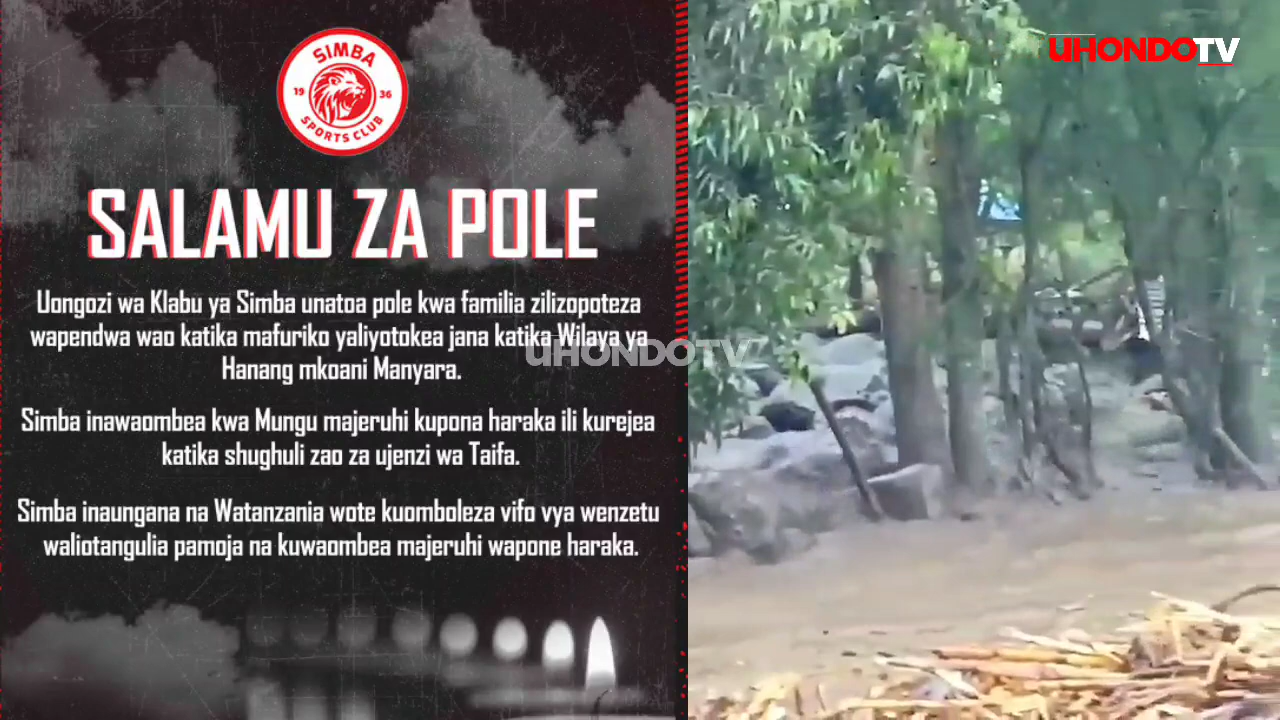 SIMBA
1936
SPORTS CLUB
SALAMU ZA POLE
Uongozi wa Klabu ya Simba unatoa pole kwa familia zilizopoteza
wapendwa wao katika mafuriko yaliyotokea jana katika Wilaya ya
Hanang mkoani Manyara.
Simba inawaombea kwa Mungu majeruhi kupona haraka ili kurejea
katika shughuli zao za ujenzi wa Taifa.
Simba inaungana na Watanzania wote kuomboleza vifo vya wenzetu
waliotangulia pamoja na kuwaombea majeruhi wapone haraka.
UHONDOTV
UHONDOTV